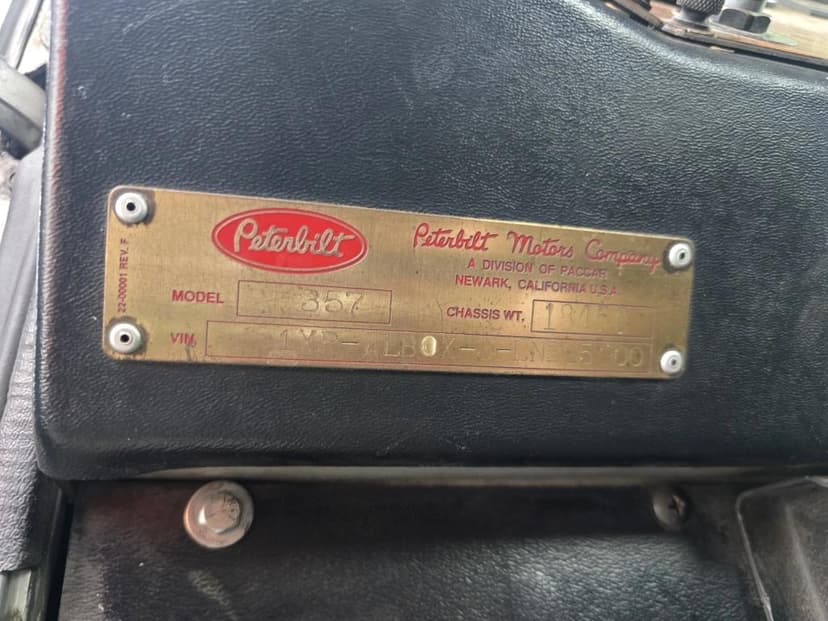 Peterbilt
Peterbilt Motors Company
A DIVISION OF PACCAR
NEWARK, CALIFORNIA U.S.A.
MODEL 357
CHASSIS WT.
VIN.
22-00001 REV. F